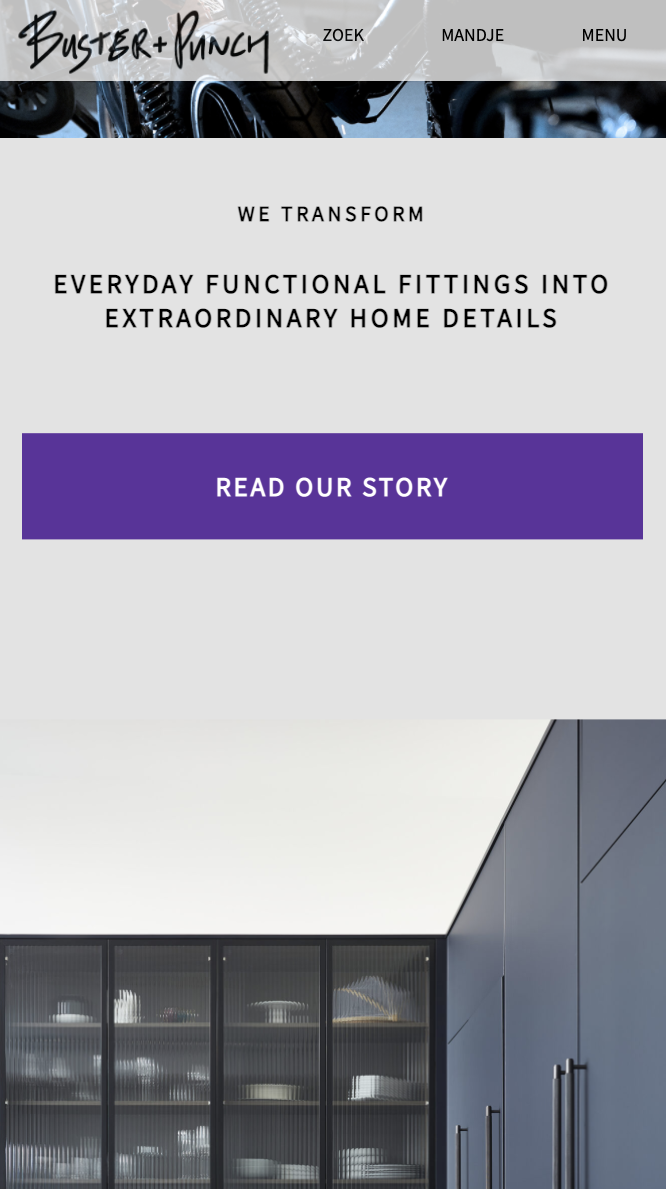 BUSTER + PUNCH
ZOEK
MANDJE
MENU
WE TRANSFORM
EVERYDAY FUNCTIONAL FITTINGS INTO
EXTRAORDINARY HOME DETAILS
READ OUR STORY